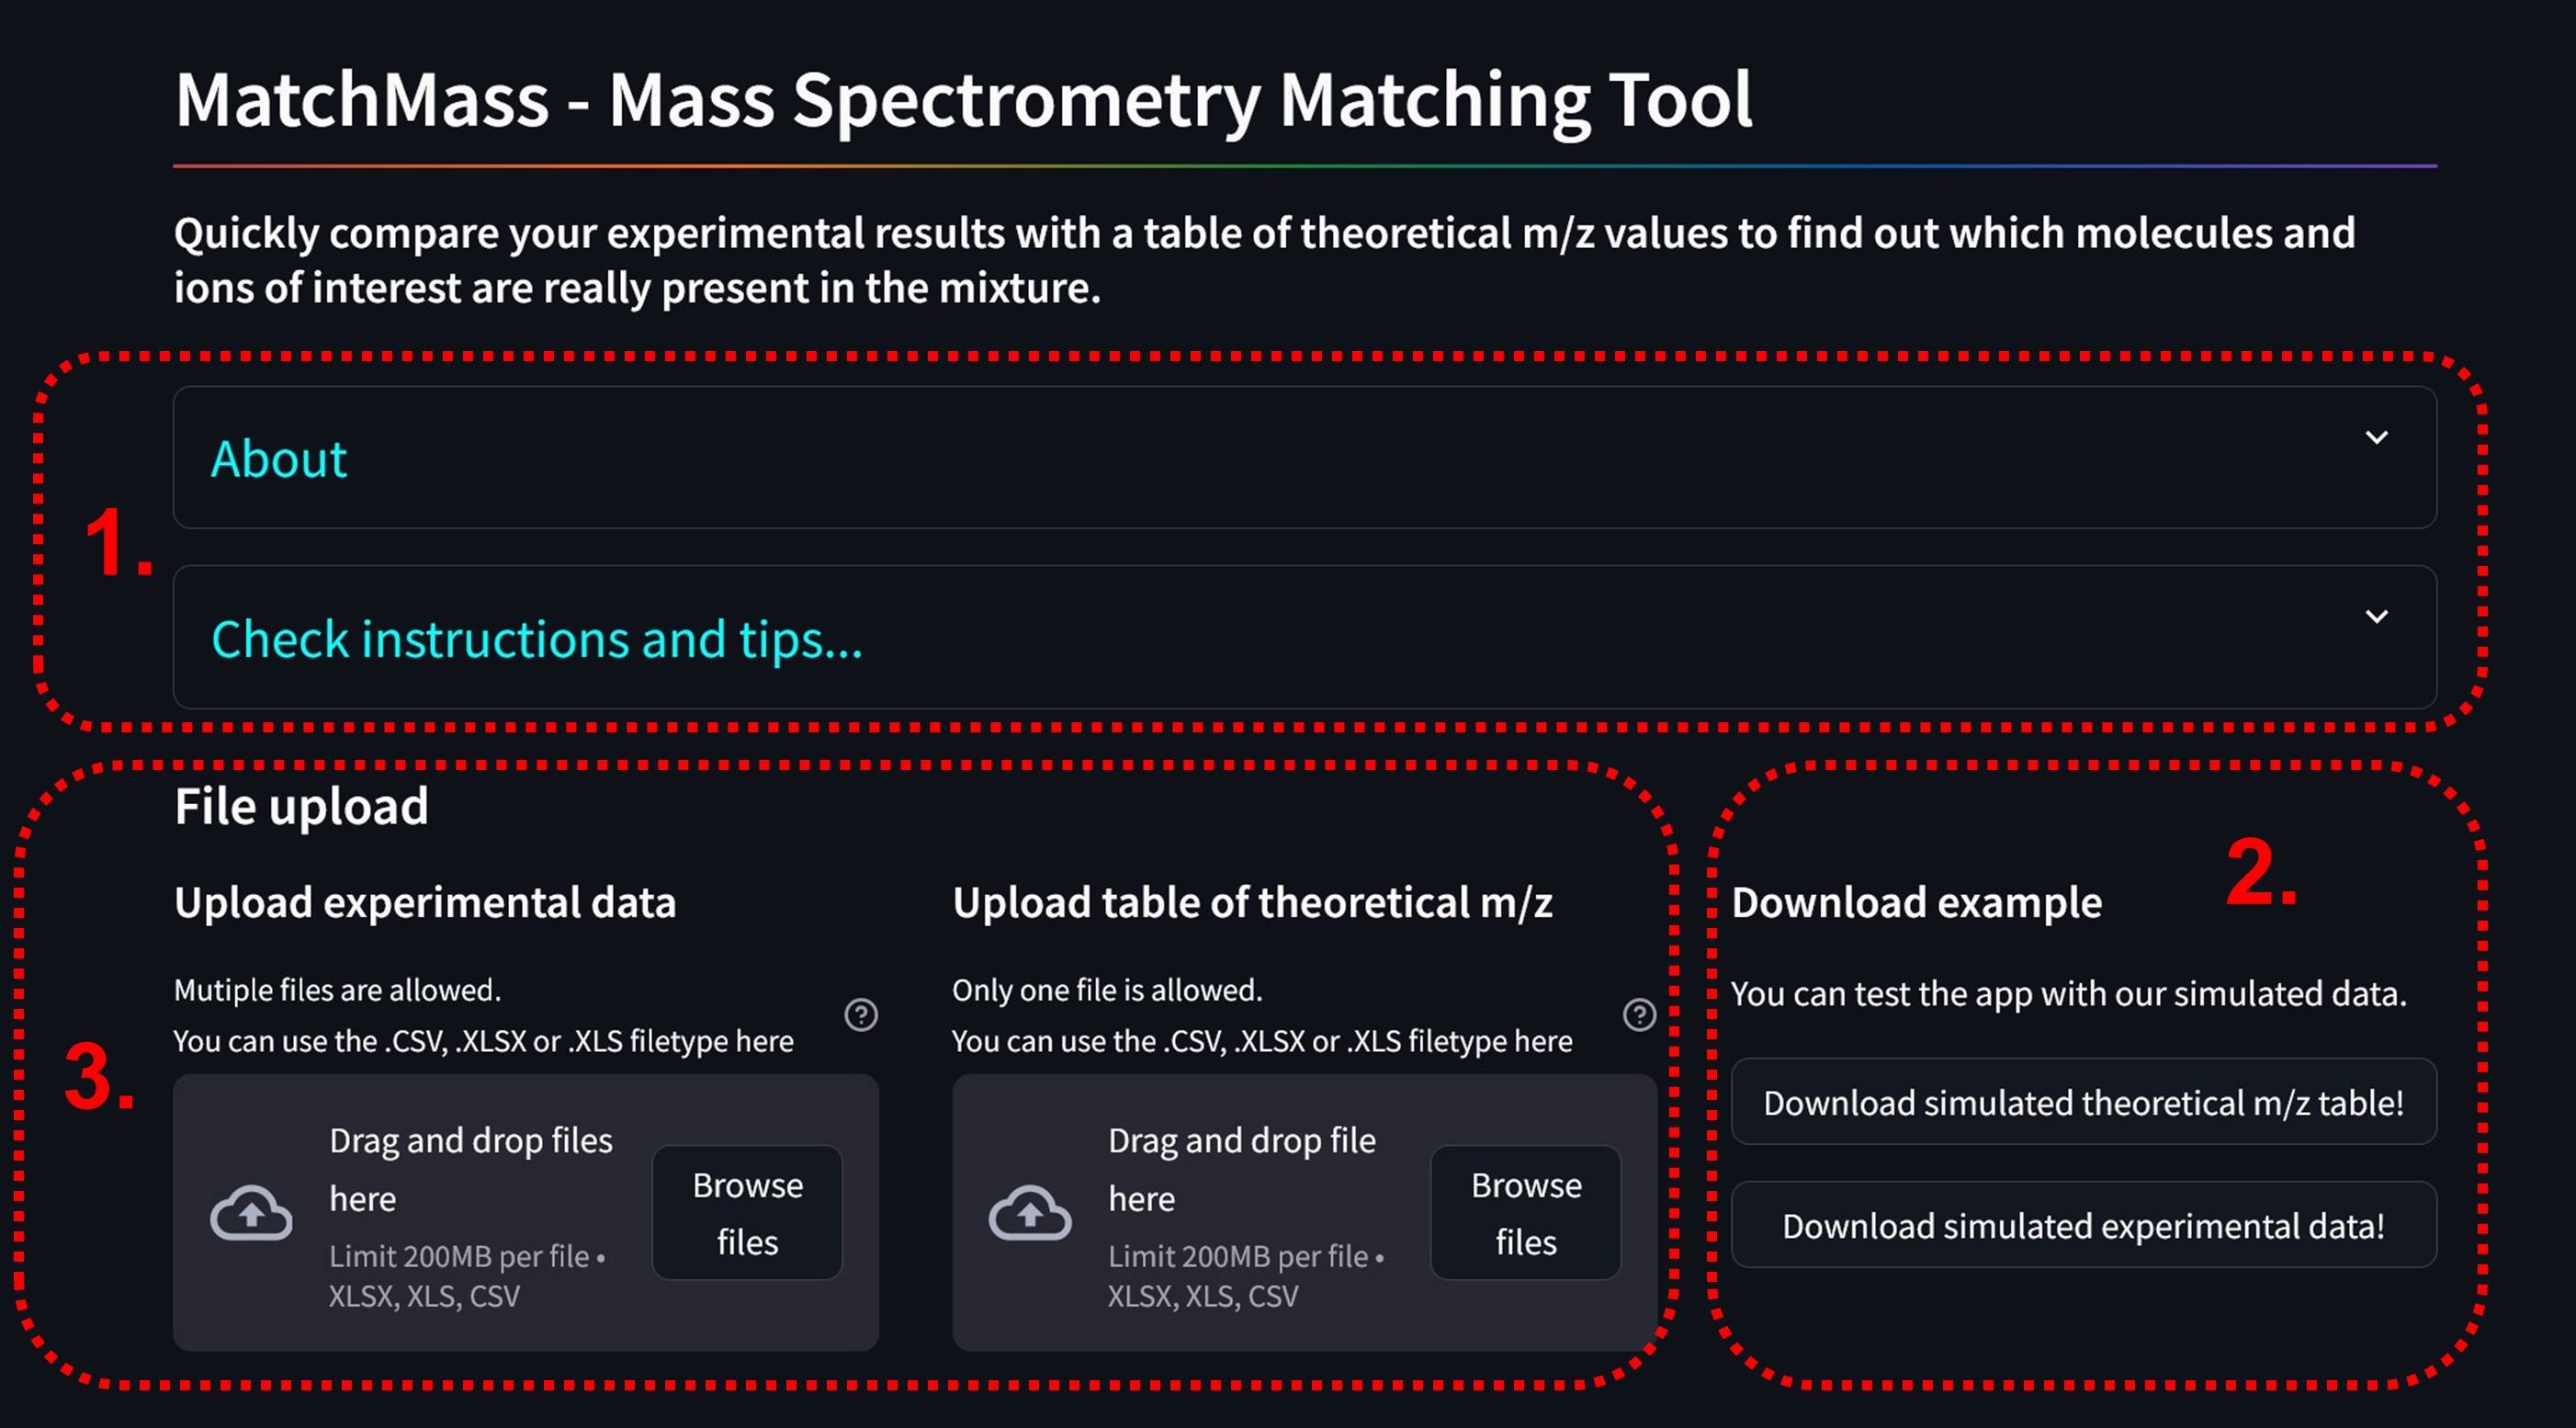 MatchMass - Mass Spectrometry Matching Tool
Quickly compare your experimental results with a table of theoretical m/z values to find out which molecules and
ions of interest are really present in the mixture.
1.
About
Check instructions and tips...
3.
File upload
Upload experimental data
Mutiple files are allowed.
You can use the .CSV, .XLSX or .XLS filetype here
Drag and drop files
here
Limit 200MB per file •
XLSX, XLS, CSV
Browse
files
Upload table of theoretical m/z
Only one file is allowed.
You can use the .CSV, .XLSX or .XLS filetype here
Drag and drop file
here
Limit 200MB per file •
XLSX, XLS, CSV
Browse
files
2.
Download example
You can test the app with our simulated data.
Download simulated theoretical m/z table!
Download simulated experimental data!